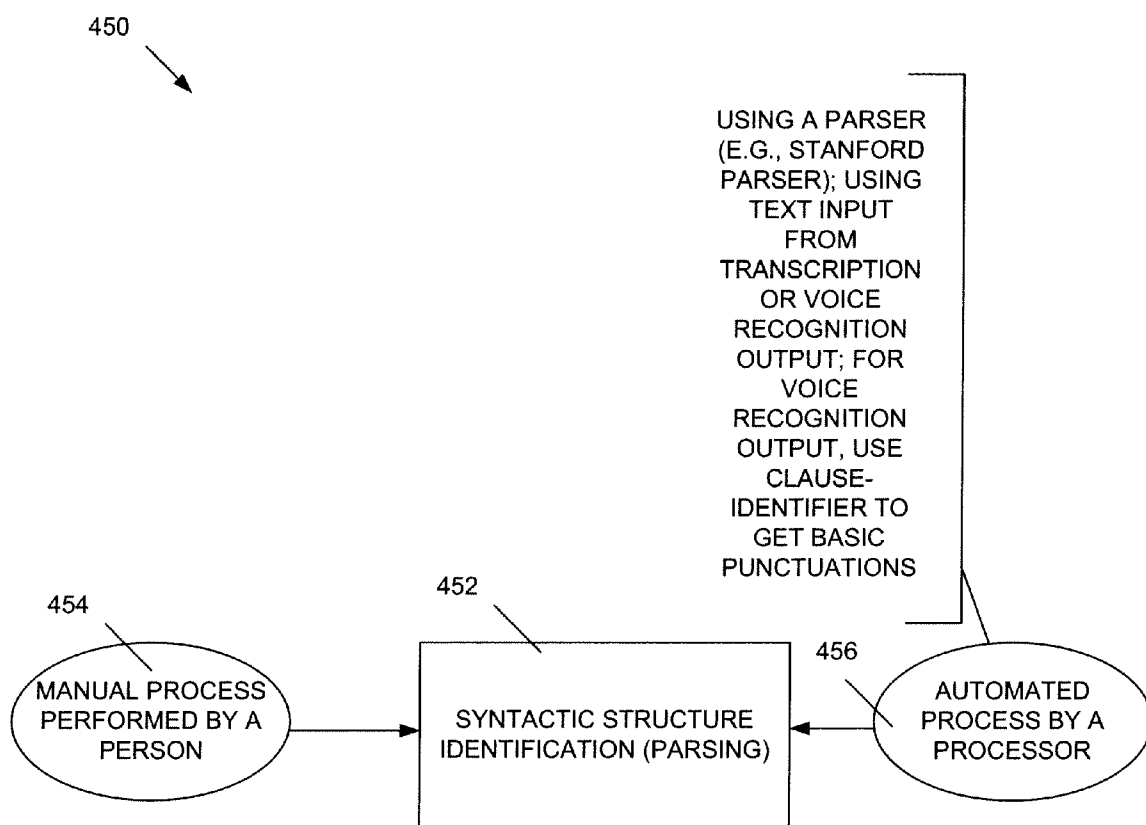 450
USING A PARSER
(E.G., STANFORD
PARSER); USING
TEXT INPUT
FROM
TRANSCRIPTION
OR VOICE
RECOGNITION
OUTPUT; FOR
VOICE
RECOGNITION
OUTPUT, USE
CLAUSE-
IDENTIFIER TO
GET BASIC
PUNCTUATIONS
454
MANUAL PROCESS
PERFORMED BY A
PERSON
452
SYNTACTIC STRUCTURE
IDENTIFICATION (PARSING)
456
AUTOMATED
PROCESS BY A
PROCESSOR